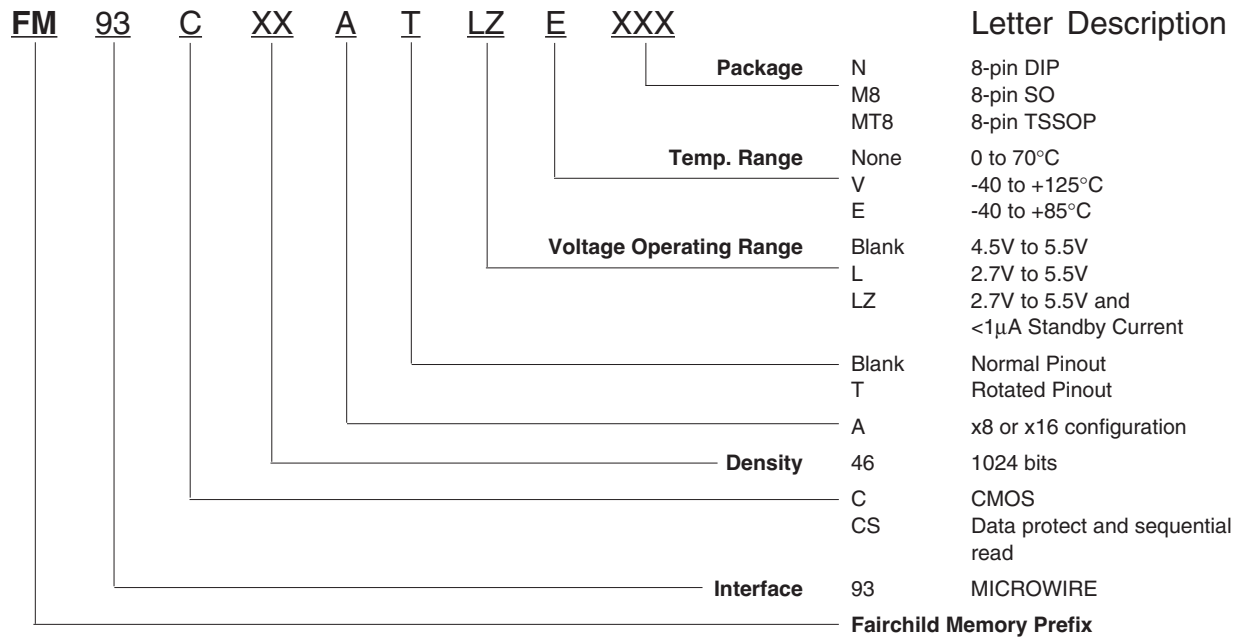 FM 93 C XX A T LZ E XXX Letter Description
Package N 8-pin DIP
M8 8-pin SO
MT8 8-pin TSSOP
Temp. Range None 0 to 70°C
V -40 to +125°C
E -40 to +85°C
Voltage Operating Range Blank 4.5V to 5.5V
L 2.7V to 5.5V
LZ 2.7V to 5.5V and
<1μA Standby Current
Blank Normal Pinout
T Rotated Pinout
A x8 or x16 configuration
Density 46 1024 bits
C CMOS
CS Data protect and sequential
read
Interface 93 MICROWIRE
Fairchild Memory Prefix